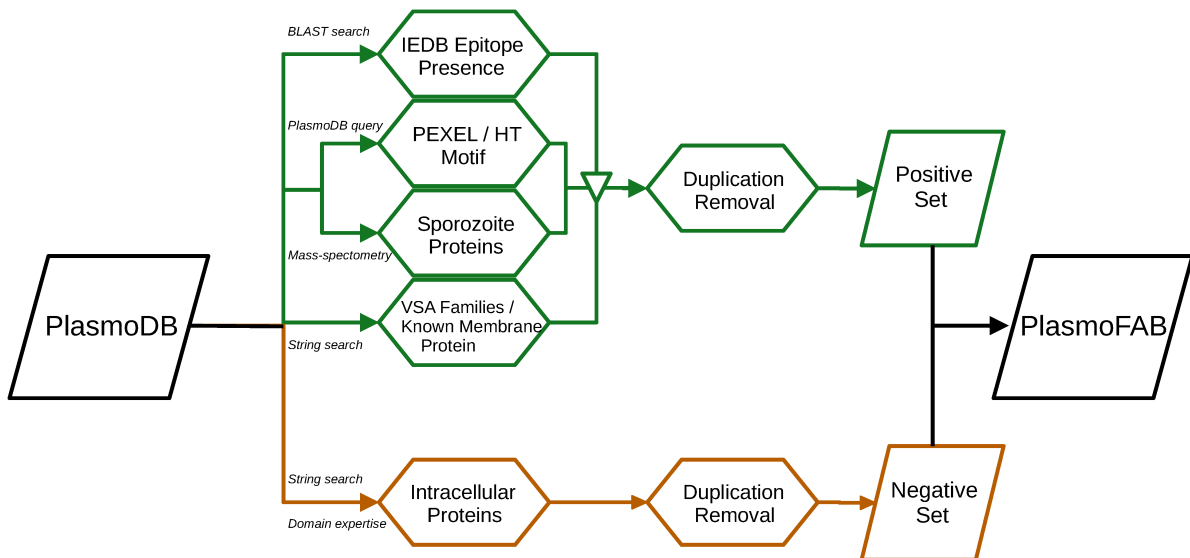 BLAST search
IEDB Epitope
Presence
PlasmoDB query
PEXEL / HT
Motif
Duplication
Removal
Positive
Set
Sporozoite
Proteins
Mass-spectometry
PlasmoDB
VSA Families /
Known Membrane
Protein
String search
PlasmoFAB
String search
Intracellular
Proteins
Domain expertise
Duplication
Removal
Negative
Set